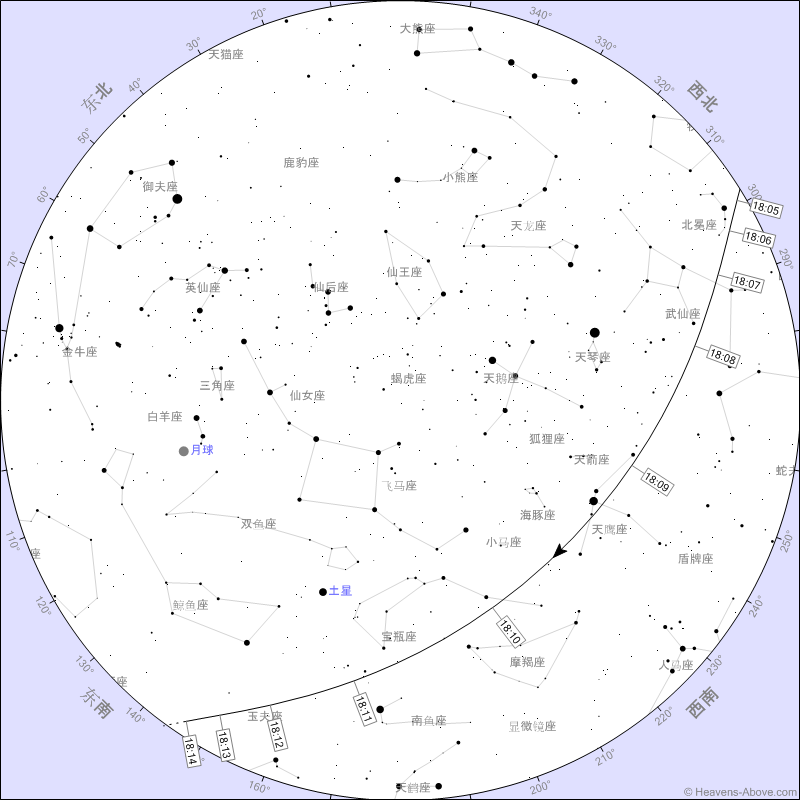 大熊座
340°
20°
330°
30°
天猫座
320°
40°
东北
西北
50°
310°
鹿豹座
小熊座
60°
御夫座
300°
18:05
天龙座
北冕座
18:06
290°
70°
仙王座
英仙座
仙后座
18:07
武仙座
金牛座
天琴座
18:08
三角座
仙女座
蝎虎座
天鹅座
白羊座
狐狸座
月球
天箭座
蛇夫
18:09
飞马座
双鱼座
海豚座
天鹰座
小马座
110°
250°
座
盾牌座
土星
鲸鱼座
120°
240°
宝瓶座
18:10
摩羯座
人马座
130°
230°
座
东南
西南
140°
220°
玉夫座
18:11
南鱼座
显微镜座
18:12
18:13
18:14
210°
160°
天鹤座
200°
© Heavens-Above.com